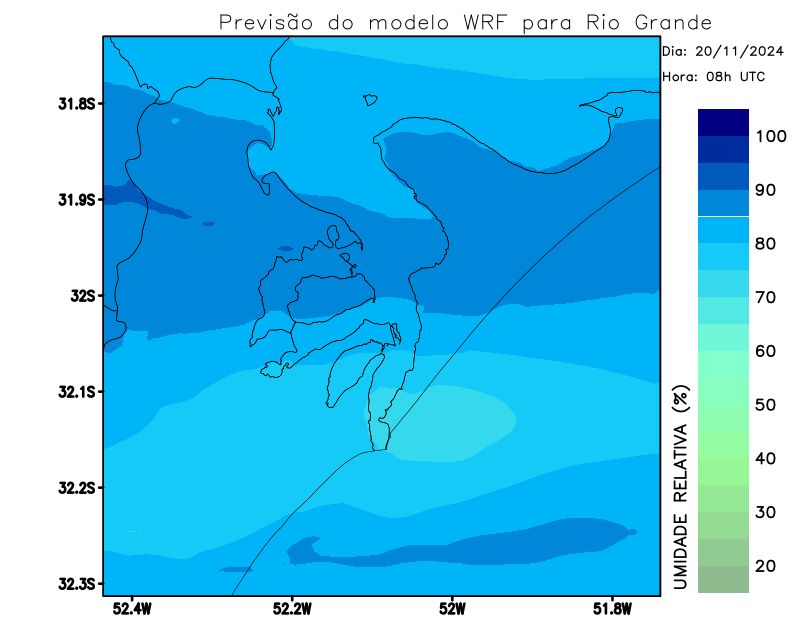 Previsão do modelo WRF para Rio Grande
Dia: 20/11/2024
Hora: 08h UTC
31.8S
31.9S
32S
32.1S
32.2S
32.3S
52.4W
52.2W
52W
51.8W
100
90
80
70
60
50
40
30
20
UMIDADE RELATIVA (%)